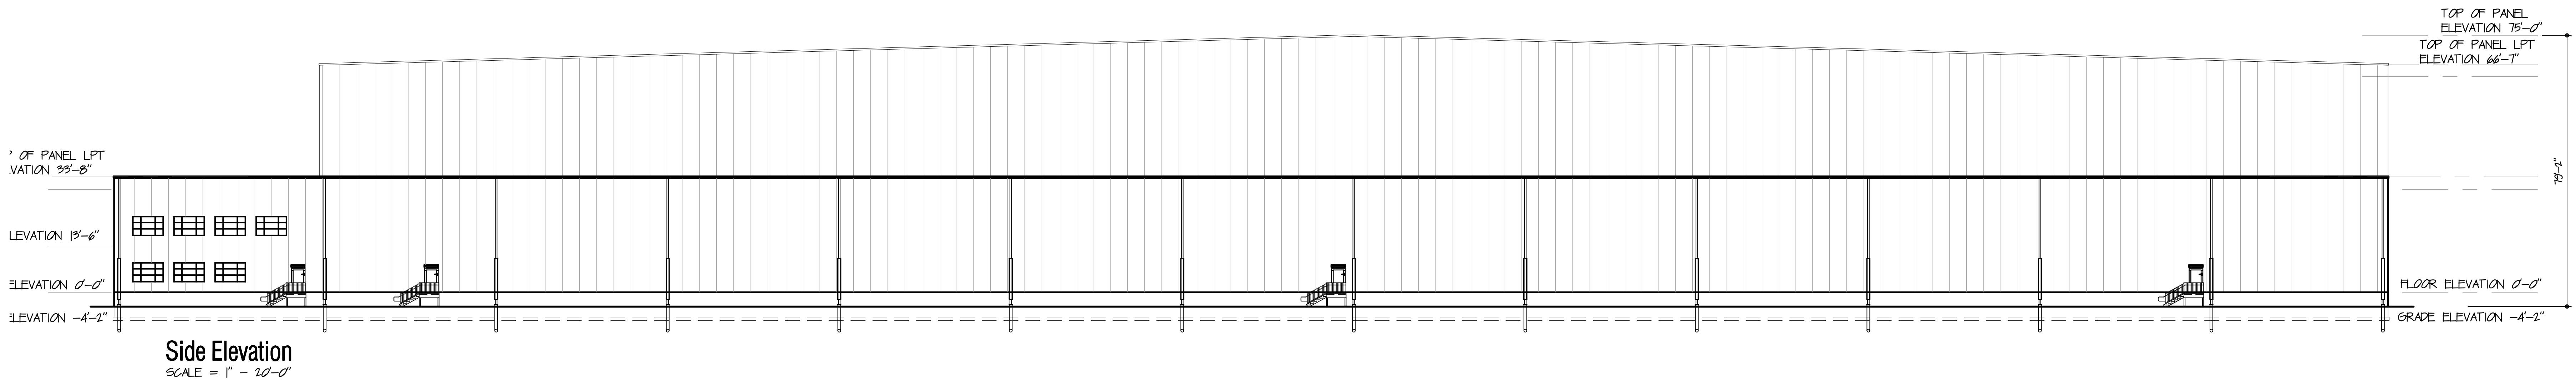 TOP OF PANEL
ELEVATION 75'-0"
TOP OF PANEL LPT
ELEVATION 66'-7"
79'-2"
OF PANEL LPT
VATION 33'-8"
LEVATION 13'-6"
ELEVATION 0'-0"
ELEVATION -4'-2"
FLOOR ELEVATION 0'-0"
GRADE ELEVATION -4'-2"
Side Elevation
SCALE = 1" - 20'-0"